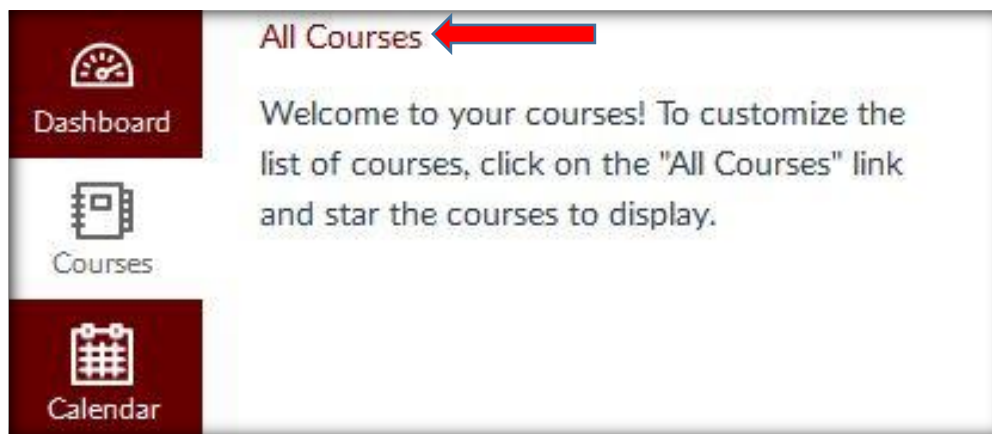 Dashboard
Courses
Calendar
All Courses
Welcome to your courses! To customize the
list of courses, click on the "All Courses" link
and star the courses to display.